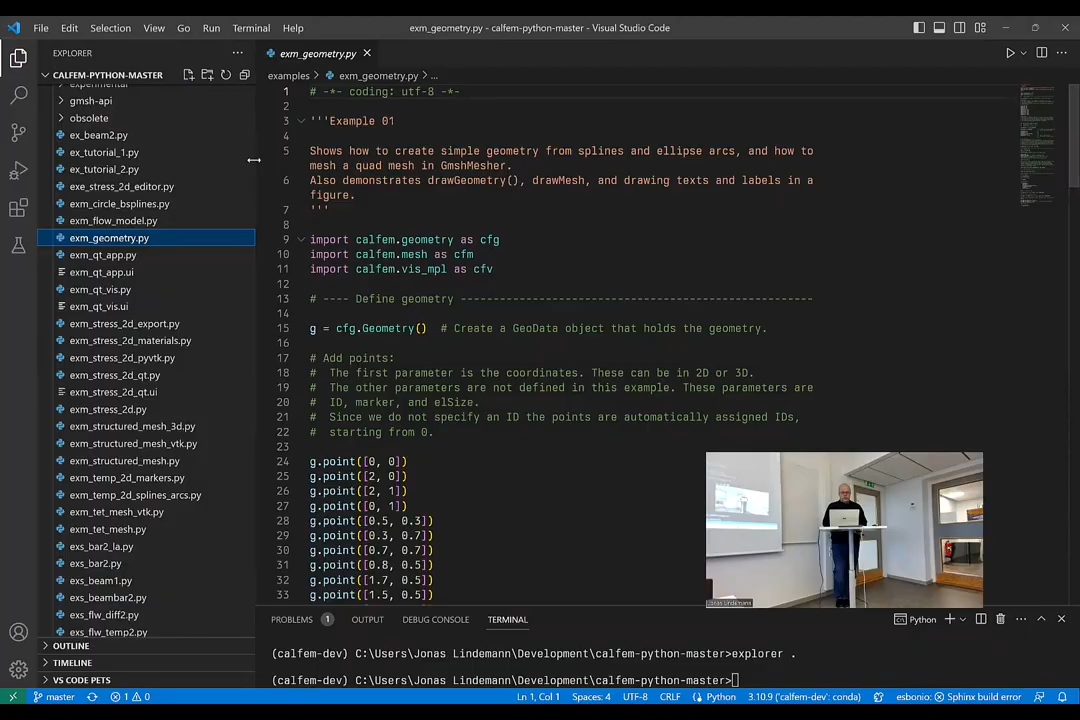 File Edit Selection View Go Run Terminal Help exm_geometry.py - calfem-python-master - Visual Studio Code
EXPLORER
CALFEM-PYTHON-MASTER
experimental
gmsh-api
obsolete
ex_beam2.py
ex_tutorial_1.py
ex_tutorial_2.py
exe_stress_2d_editor.py
exm_circle_bsplines.py
exm_flow_model.py
exm_geometry.py
exm_qt_app.py
exm_qt_app.ui
exm_qt_vis.py
exm_qt_vis.ui
exm_stress_2d_export.py
exm_stress_2d_materials.py
exm_stress_2d_pyvtk.py
exm_stress_2d_qt.py
exm_stress_2d_qt.ui
exm_stress_2d.py
exm_structured_mesh_3d.py
exm_structured_mesh_vtk.py
exm_structured_mesh.py
exm_temp_2d_markers.py
exm_temp_2d_splines_arcs.py
exm_tet_mesh_vtk.py
exm_tet_mesh.py
exs_bar2_la.py
exs_bar2.py
exs_beam1.py
exs_beambar2.py
exs_flw_diff2.py
exs_flw_temp2.py
OUTLINE
TIMELINE
VS CODE PETS
exm_geometry.py
examples > exm_geometry.py > ...
1 # -*- coding: utf-8 -*-
2
3 '''Example 01
4
5 Shows how to create simple geometry from splines and ellipse arcs, and how to
mesh a quad mesh in GmshMesher.
6 Also demonstrates drawGeometry(), drawMesh, and drawing texts and labels in a
figure.
7 '''
8
9 import calfem.geometry as cfg
10 import calfem.mesh as cfm
11 import calfem.vis_mpl as cfv
12
13 # ---- Define geometry ------------------------------------------------------
14
15 g = cfg.Geometry() # Create a GeoData object that holds the geometry.
16
17 # Add points:
18 # The first parameter is the coordinates. These can be in 2D or 3D.
19 # The other parameters are not defined in this example. These parameters are
20 # ID, marker, and elSize.
21 # Since we do not specify an ID the points are automatically assigned IDs,
22 # starting from 0.
23
24 g.point([0, 0])
25 g.point([2, 0])
26 g.point([2, 1])
27 g.point([0, 1])
28 g.point([0.5, 0.3])
29 g.point([0.3, 0.7])
30 g.point([0.7, 0.7])
31 g.point([0.8, 0.5])
32 g.point([1.7, 0.5])
33 g.point([1.5, 0.5])
Jonas Lindemann
PROBLEMS 1 OUTPUT DEBUG CONSOLE TERMINAL Python
(calfem-dev) C:\Users\Jonas Lindemann\Development\calfem-python-master>explorer .
(calfem-dev) C:\Users\Jonas Lindemann\Development\calfem-python-master>
master 1 0 Ln 1, Col 1 Spaces: 4 UTF-8 CRLF Python 3.10.9 ('calfem-dev': conda) esbonio: Sphinx build error